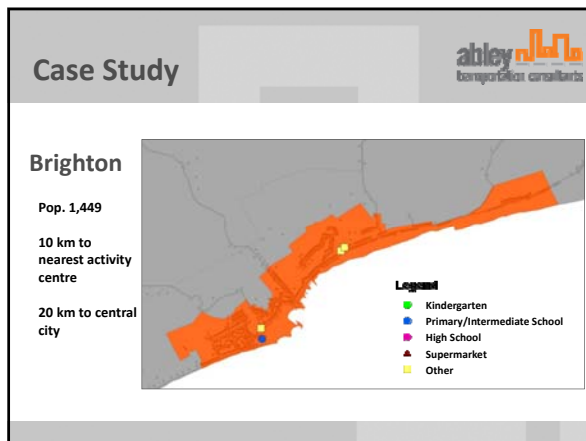 Case Study
abley
transportation consultants
Brighton
Pop. 1,449
10 km to
nearest activity
centre
20 km to central
city
Legend
Kindergarten
Primary/Intermediate School
High School
Supermarket
Other